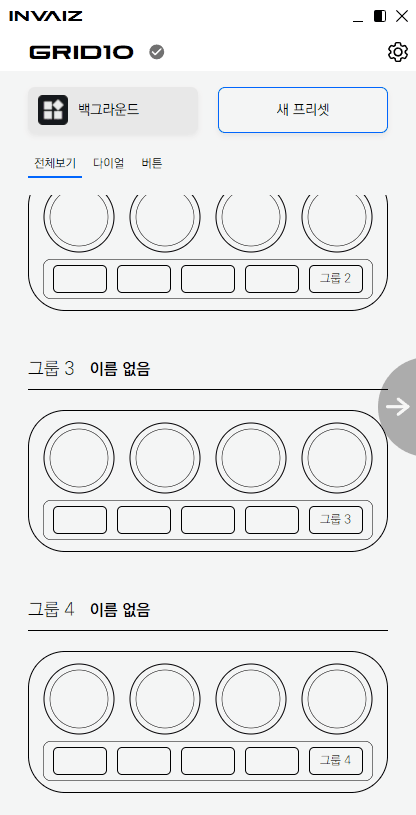 INVAIZ
GRID10
백그라운드
새 프리셋
전체보기 다이얼 버튼
그룹 2
그룹 3 이름 없음
그룹 3
그룹 4 이름 없음
그룹 4